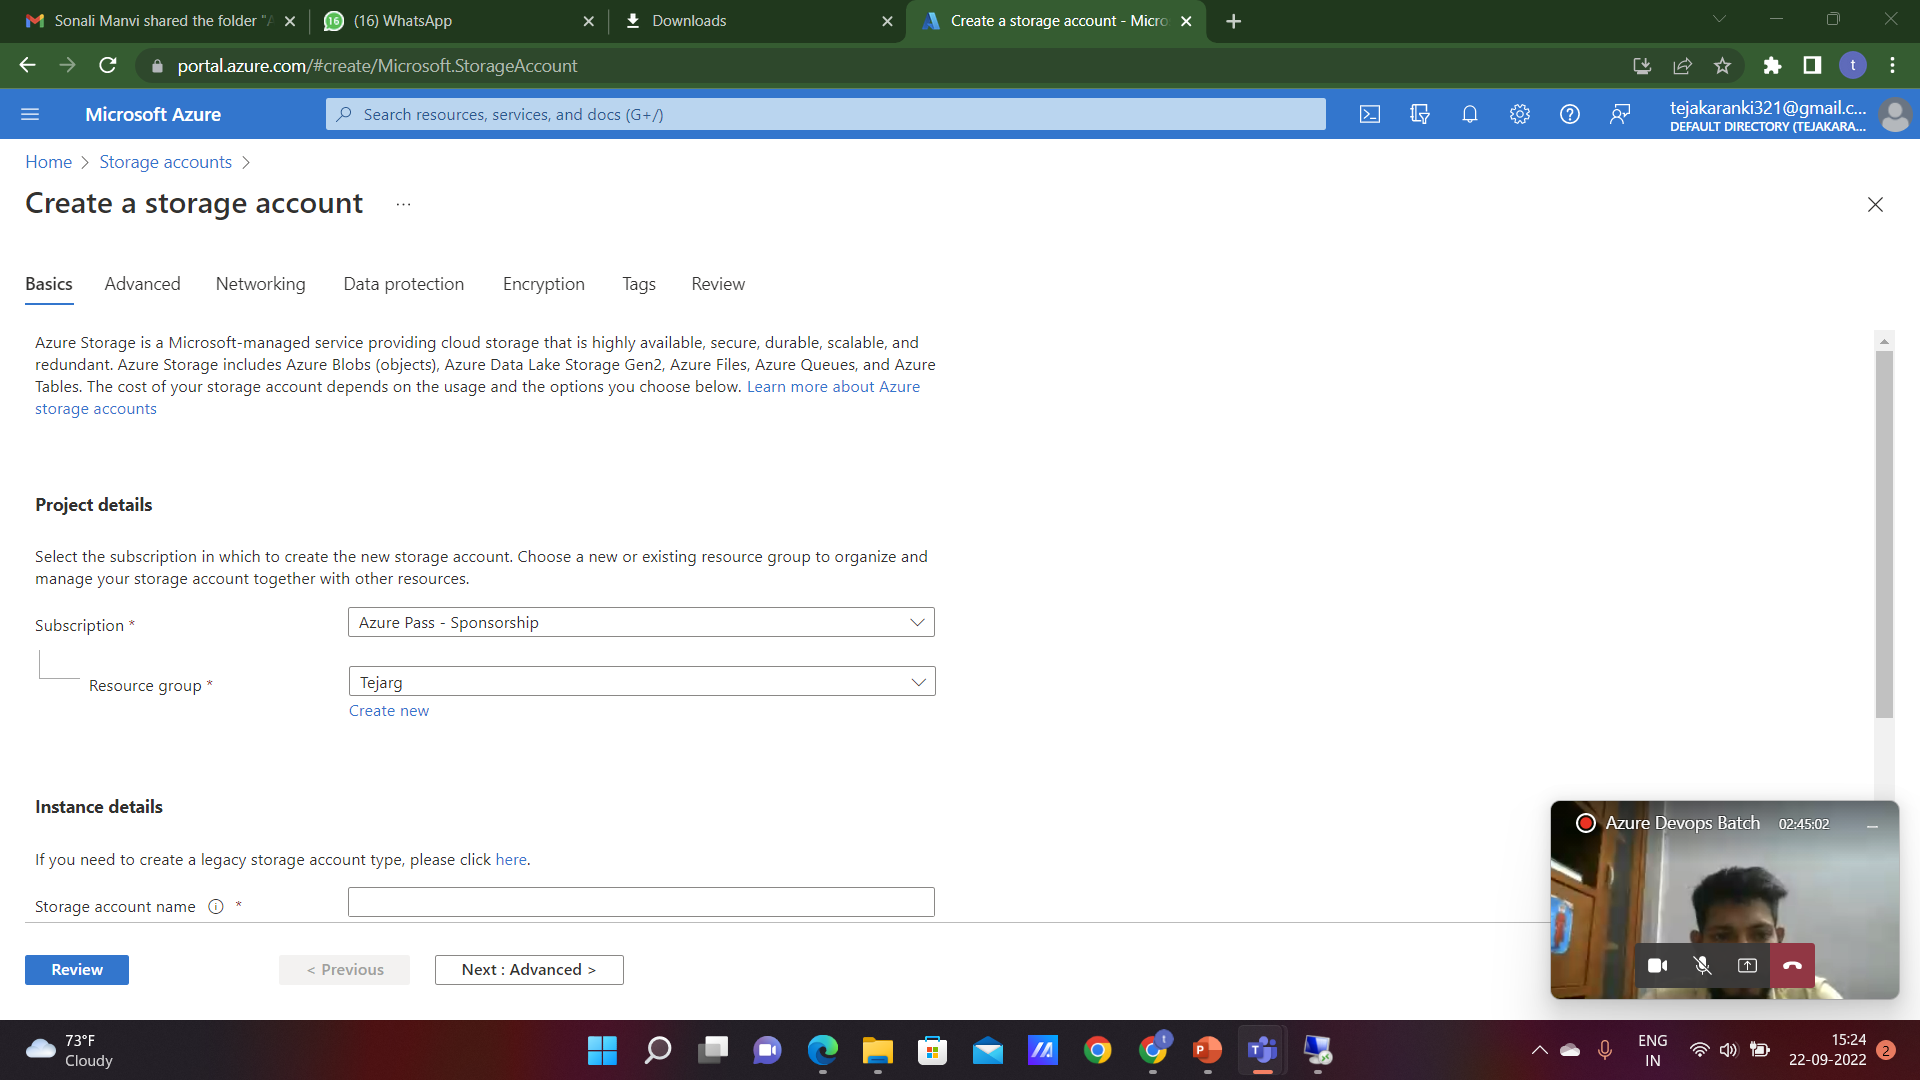 Sonali Manvi shared the folder "A
(16) WhatsApp
Downloads
Create a storage account - Micro
portal.azure.com/#create/Microsoft.StorageAccount
t
Microsoft Azure
Search resources, services, and docs (G+/)
tejakaranki321@gmail.c...
DEFAULT DIRECTORY (TEJAKARA...
Home > Storage accounts >
Create a storage account ...
Basics
Advanced
Networking
Data protection
Encryption
Tags
Review
Azure Storage is a Microsoft-managed service providing cloud storage that is highly available, secure, durable, scalable, and
redundant. Azure Storage includes Azure Blobs (objects), Azure Data Lake Storage Gen2, Azure Files, Azure Queues, and Azure
Tables. The cost of your storage account depends on the usage and the options you choose below. Learn more about Azure
storage accounts
Project details
Select the subscription in which to create the new storage account. Choose a new or existing resource group to organize and
manage your storage account together with other resources.
Subscription *
Azure Pass - Sponsorship
Resource group *
Tejarg
Create new
Instance details
If you need to create a legacy storage account type, please click here.
Storage account name *
Azure Devops Batch 02:45:02
Review
< Previous
Next : Advanced >
73°F
Cloudy
ENG
IN
15:24
22-09-2022
2